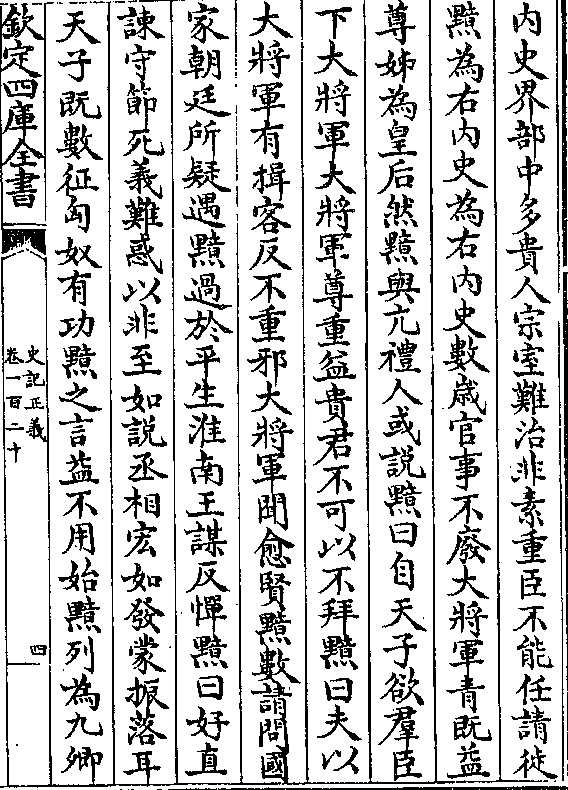 内史界部中多貴人宗室難治非素重臣不能任請徙
黯為右内史為右内史數歲官事不廢大將軍青既益
尊姊為皇后然黯與亢禮人或説黯曰自天子欲羣臣
下大將軍大將軍尊重益貴君不可以不拜黯曰夫以
大將軍有揖客反不重邪大將軍聞愈賢黯數請問國
家朝廷所疑遇黯過於平生淮南王謀反憚黯曰好直
諫守節死義難惑以非至如説丞相宏如發蒙振落耳
天子既數征匈奴有功黯之言益不用始黯列為九卿
欽定四庫全書
史記正義
卷一百二十
四